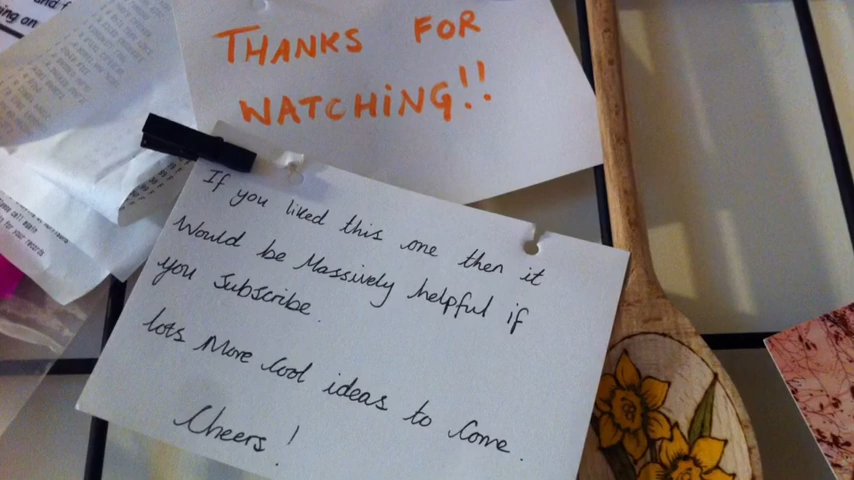 THANKS FOR
WATCHING!!
If you liked this one then it
Would be Massively helpful if
you Subscribe.
lots More Cool ideas to Come.
Cheers!